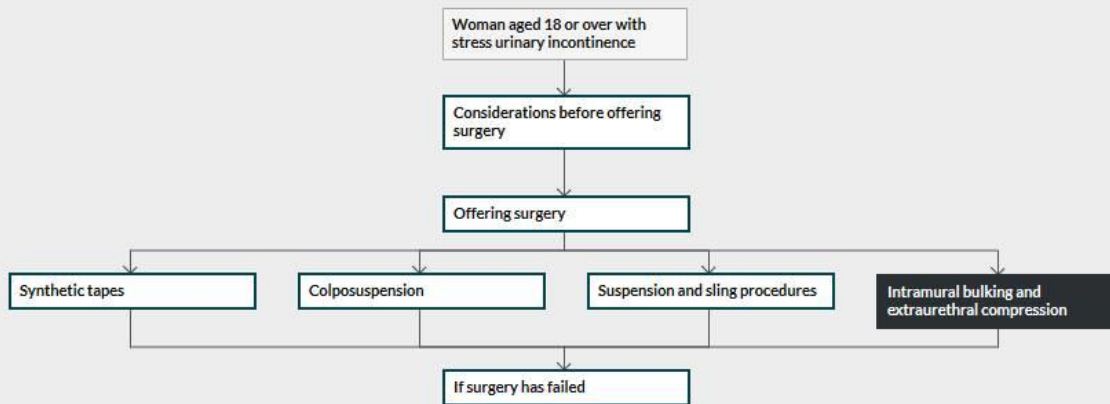 Woman aged 18 or over with
stress urinary incontinence
Considerations before offering
surgery
Offering surgery
Synthetic tapes
Colposuspension
Suspension and sling procedures
Intramural bulking and
extraurethral compression
If surgery has failed